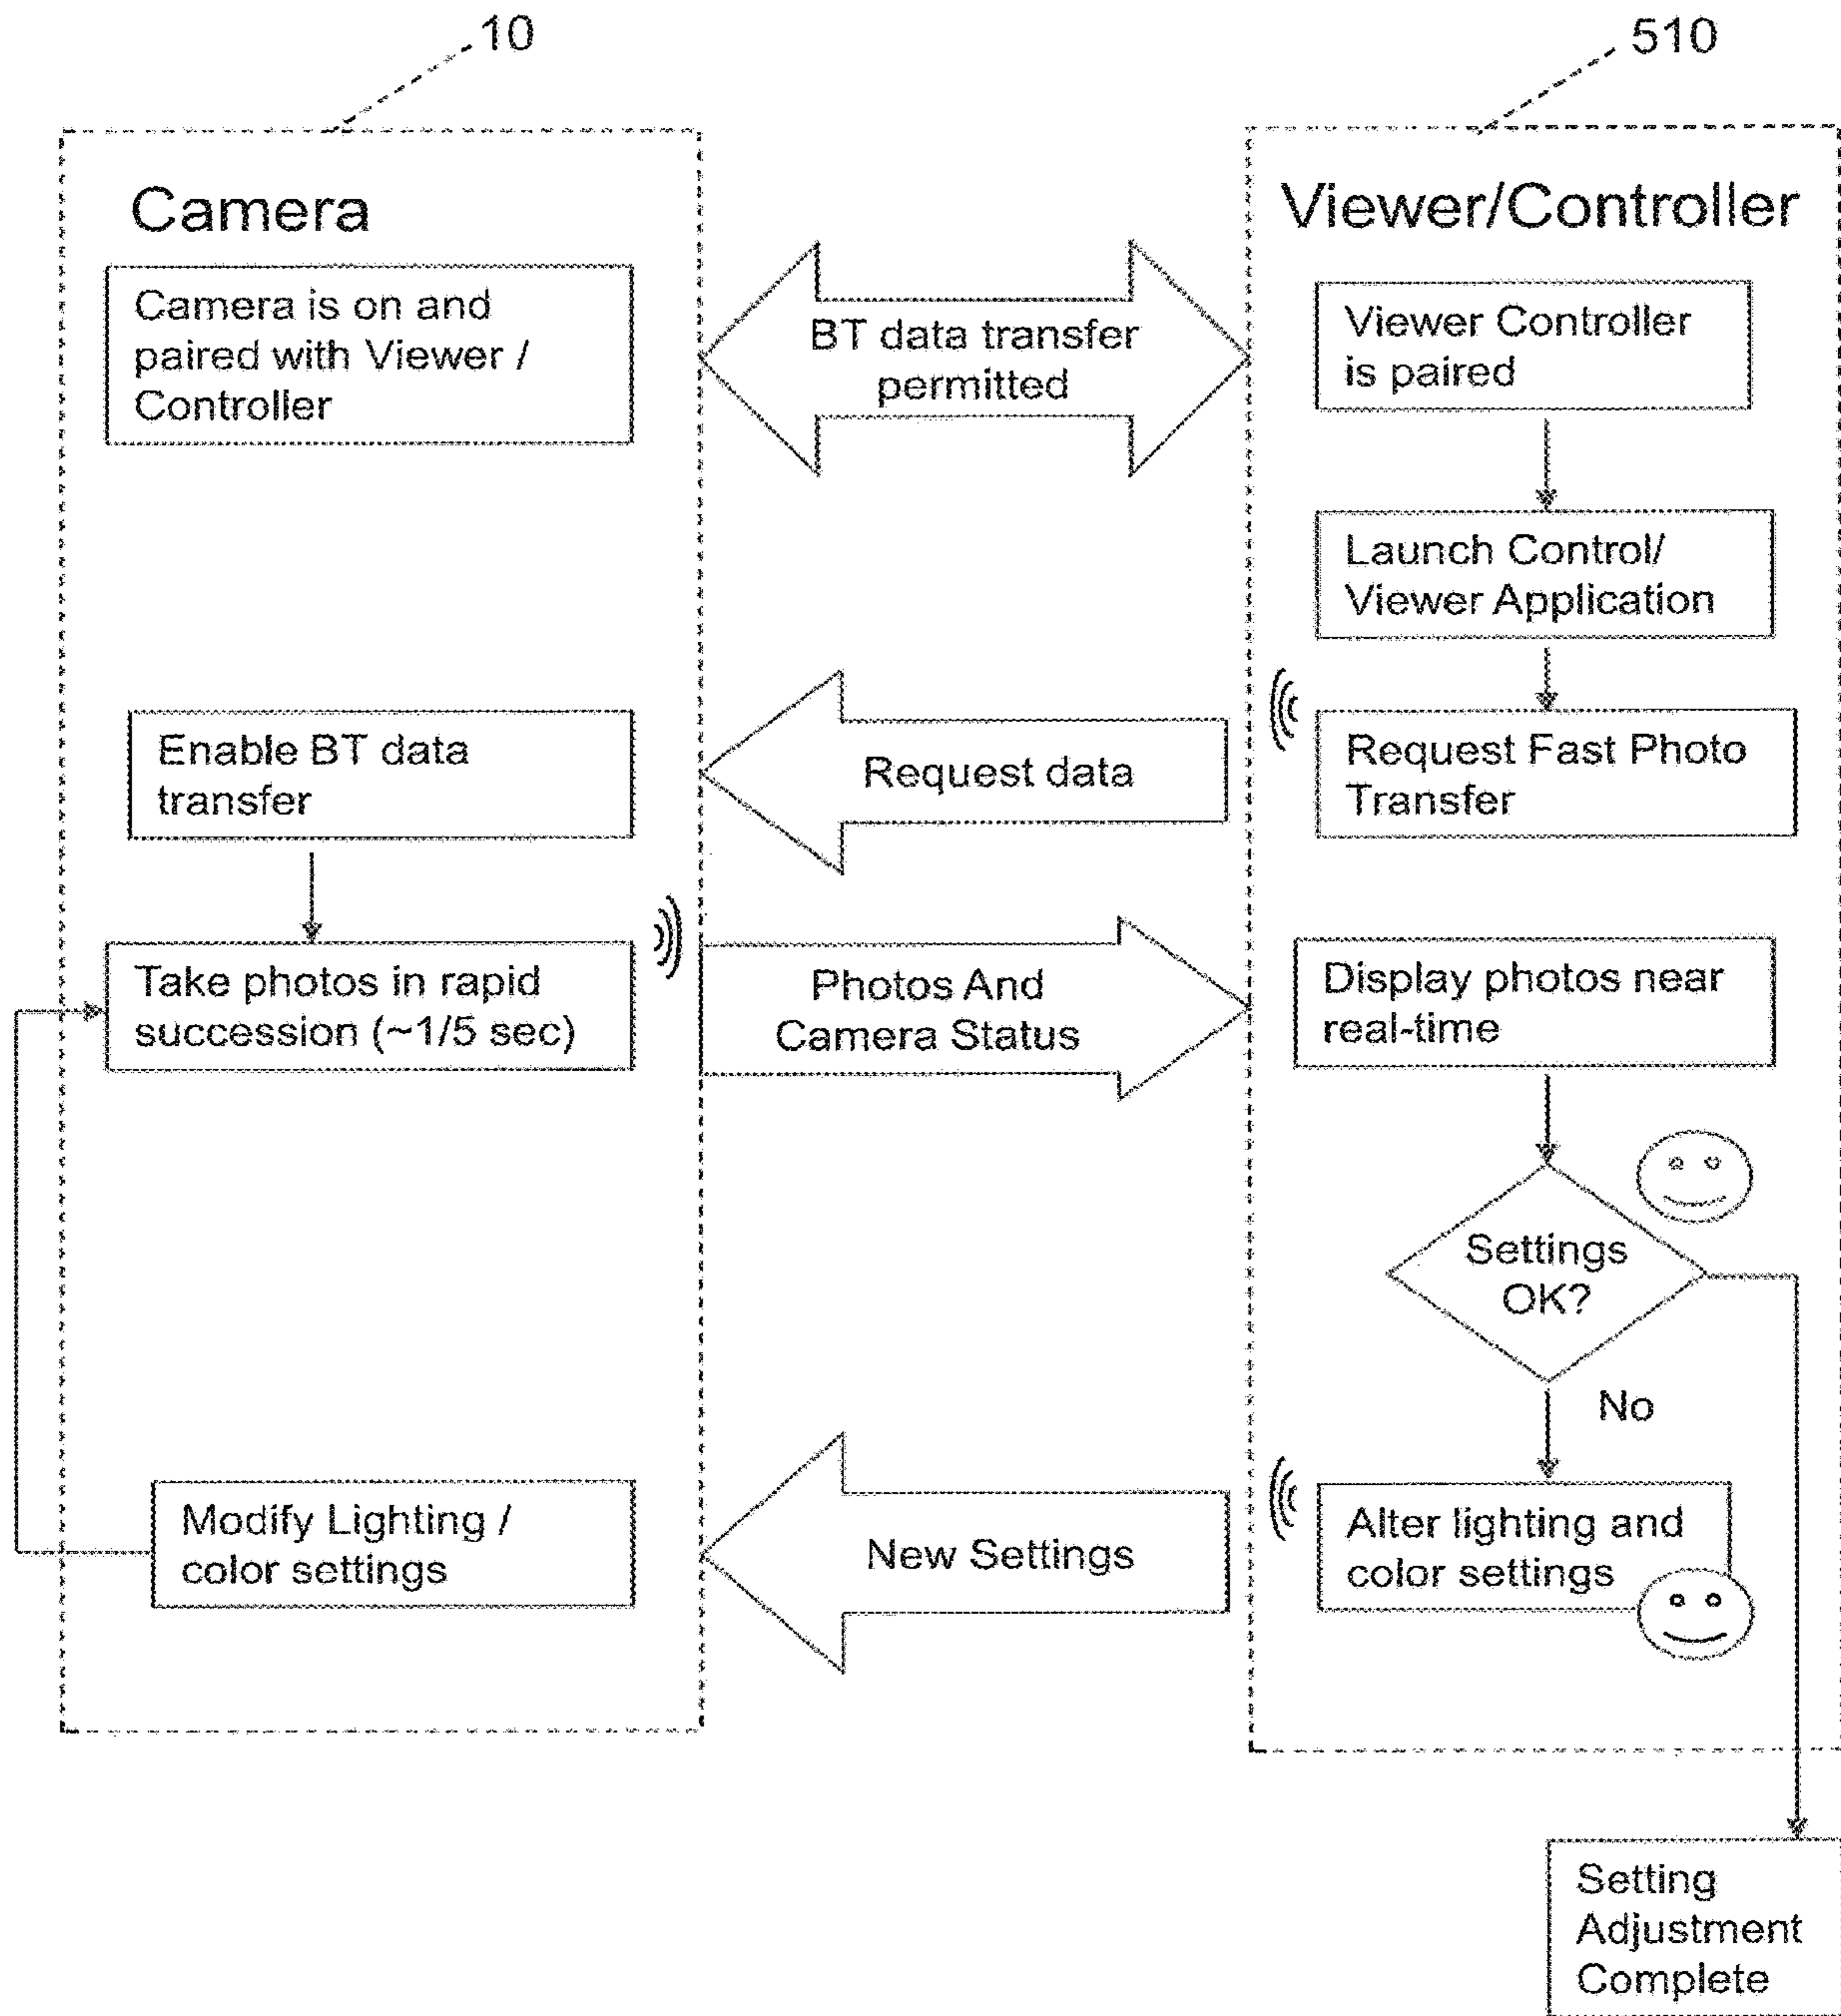 10
510
Camera
Viewer/Controller
Camera is on and
paired with Viewer /
Controller
BT data transfer
permitted
Viewer Controller
is paired
Launch Control/
Viewer Application
Enable BT data
transfer
Request data
Request Fast Photo
Transfer
Take photos in rapid
succession (~1/5 sec)
Photos And
Camera Status
Display photos near
real-time
Settings
OK?
No
Modify Lighting /
color settings
New Settings
Alter lighting and
color settings
Setting
Adjustment
Complete